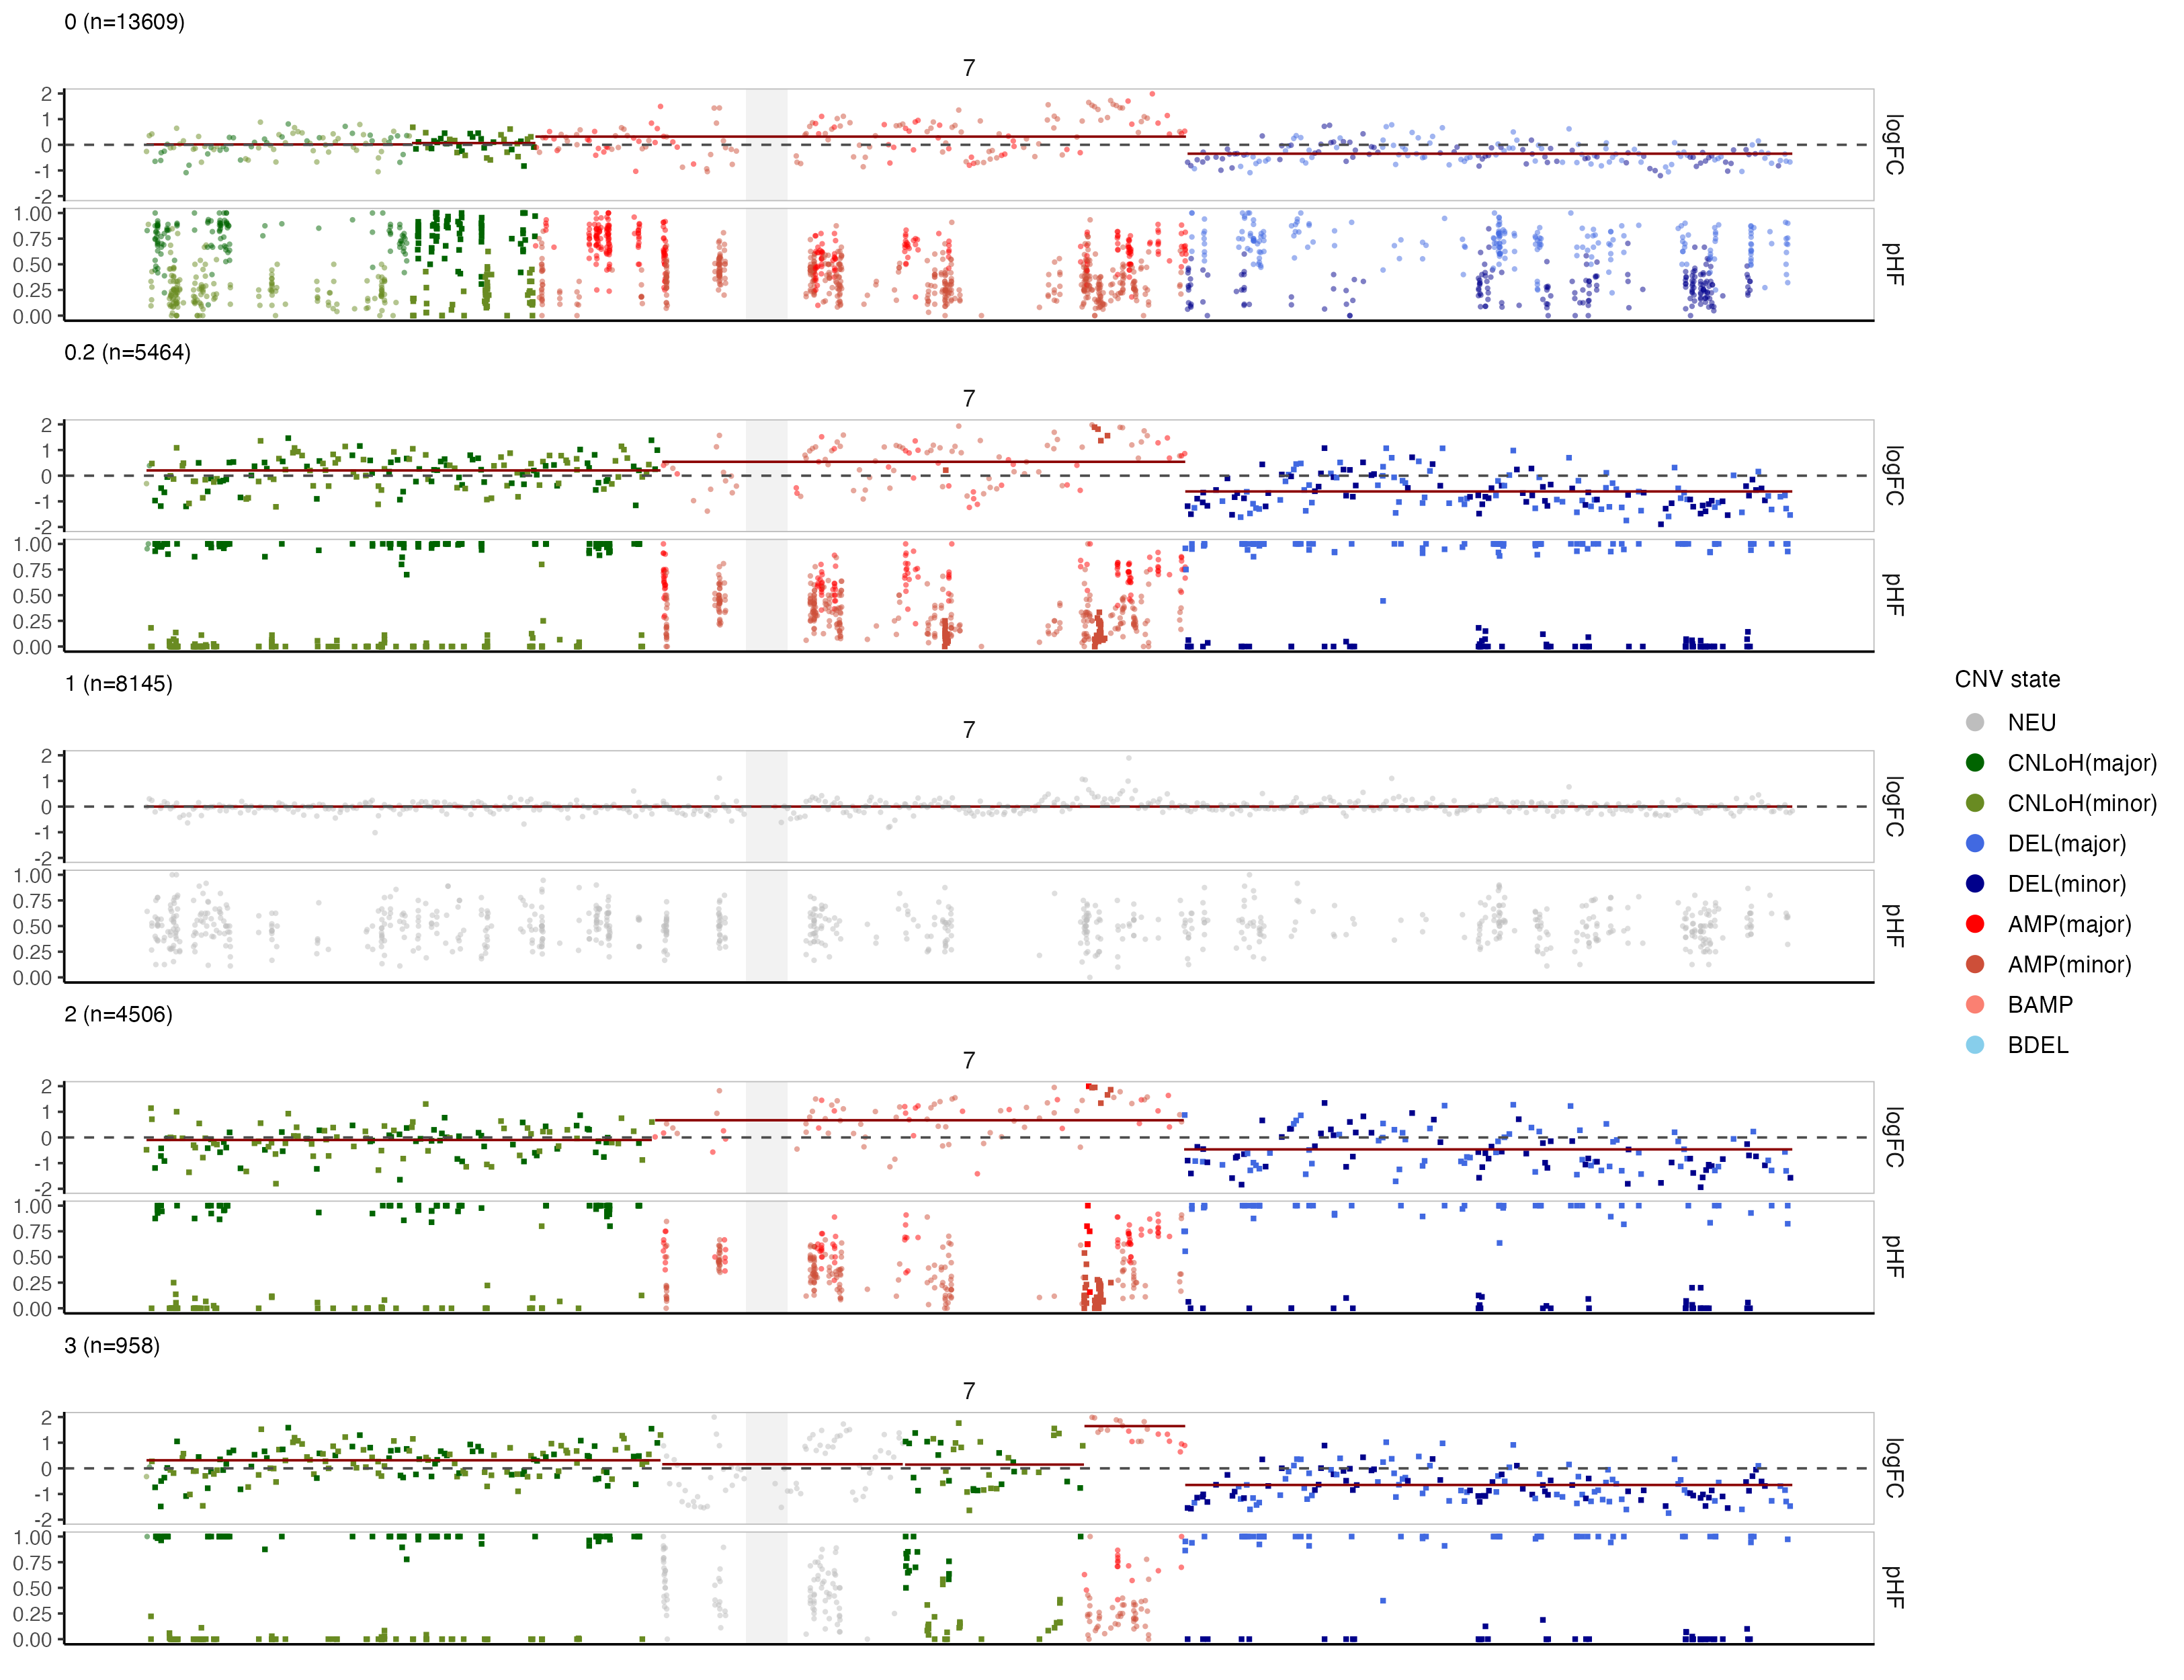 0 (n=13609)
7
2
1
0
-1
-2
logFC
1.00
0.75
0.50
0.25
0.00
pHF
0.2 (n=5464)
7
2
1
0
-1
-2
logFC
1.00
0.75
0.50
0.25
0.00
pHF
1 (n=8145)
7
2
1
0
-1
-2
logFC
1.00
0.75
0.50
0.25
0.00
pHF
2 (n=4506)
7
2
1
0
-1
-2
logFC
1.00
0.75
0.50
0.25
0.00
pHF
3 (n=958)
7
2
1
0
-1
-2
logFC
1.00
0.75
0.50
0.25
0.00
pHF
CNV state
NEU
CNLoH(major)
CNLoH(minor)
DEL(major)
DEL(minor)
AMP(major)
AMP(minor)
BAMP
BDEL